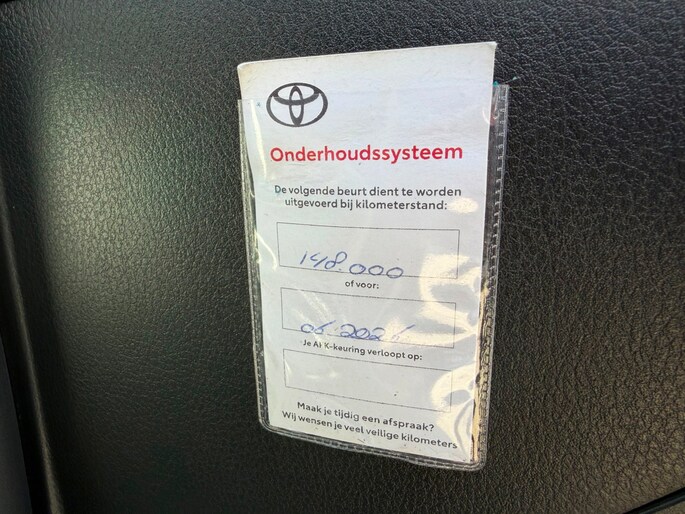 Onderhoudssysteem
De volgende beurt dient te worden
uitgevoerd bij kilometerstand:
148.000
of voor:
Je APK-keuring verloopt op:
Maak je tijdig een afspraak?
Wij wensen je veel veilige kilometers